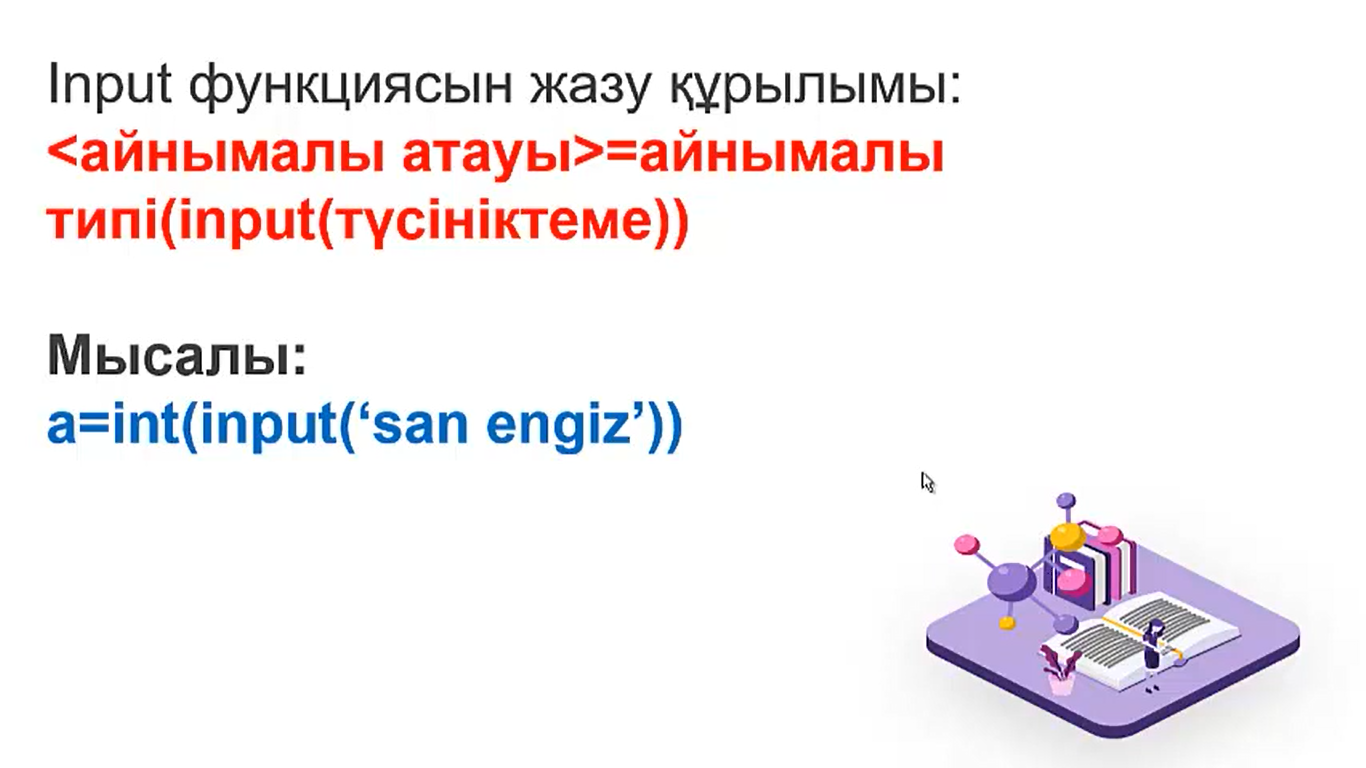 Input функциясын жазу құрылымы:
<айнымалы атауы>=айнымалы
типі(input(түсініктеме))
Мысалы:
a=int(input(‘san engiz’))